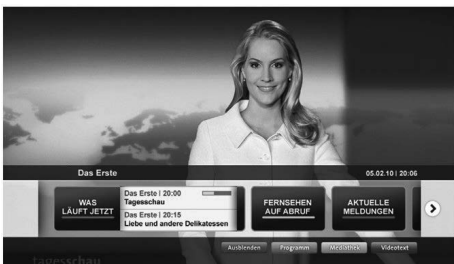 Das Erste
05.02.10 | 20:06
WAS
LÄUFT JETZT
Das Erste | 20:00
Tagesschau
Das Erste | 20:15
Liebe und andere Delikatessen
FERNSEHEN
AUF ABRUF
AKTUELLE
MELDUNGEN
Ausblenden
Programm
Mediathek
Videotext
tagesschau